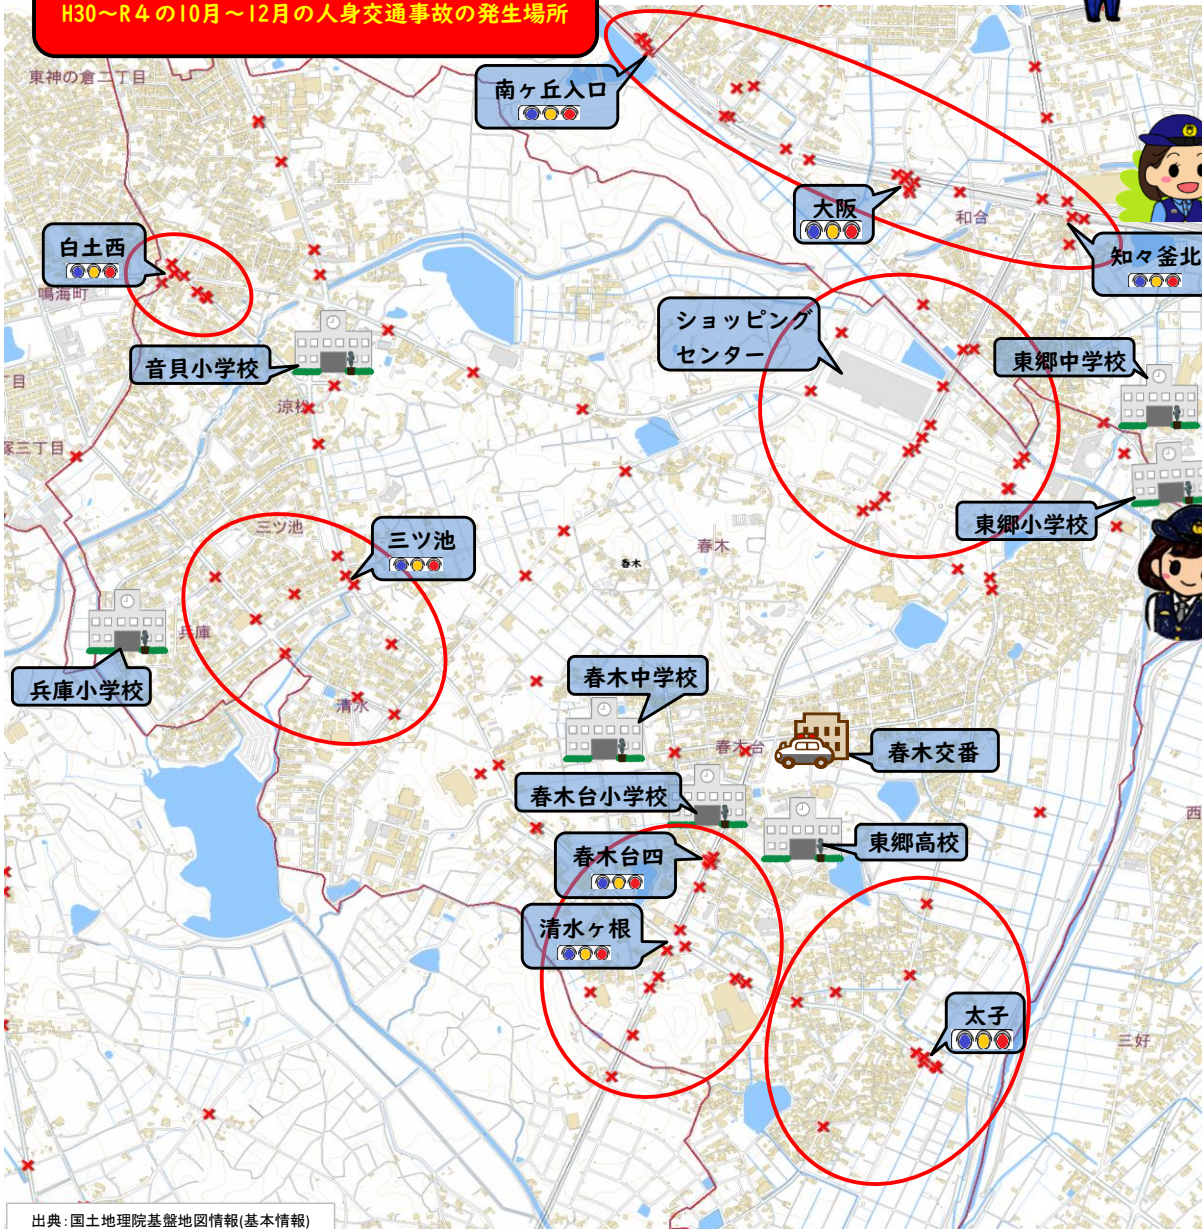 H30～R4の10月～12月の人身交通事故の発生場所
東神の倉二丁目
南ヶ丘入口
大阪
和合
知々釜北
白土西
鳴海町
ショッピング
センター
音貝小学校
東郷中学校
目
涼松
家三丁目
東郷小学校
三ツ池
三ツ池
春木
春木
兵庫
兵庫小学校
清水
春木中学校
春木台
春木交番
春木台小学校
東郷高校
西
春木台四
清水ヶ根
太子
三好
出典:国土地理院基盤地図情報(基本情報)